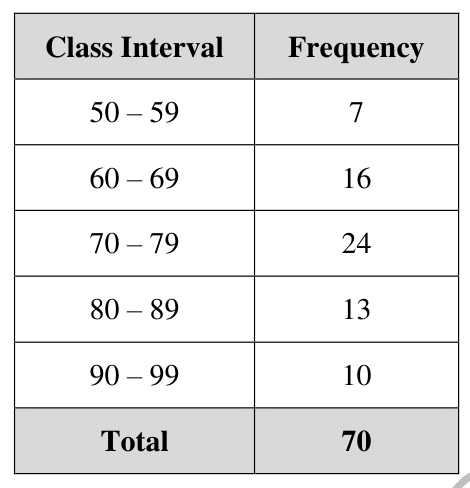 Class Interval Frequency
50 – 59 7
60 – 69 16
70 – 79 24
80 – 89 13
90 – 99 10
Total 70